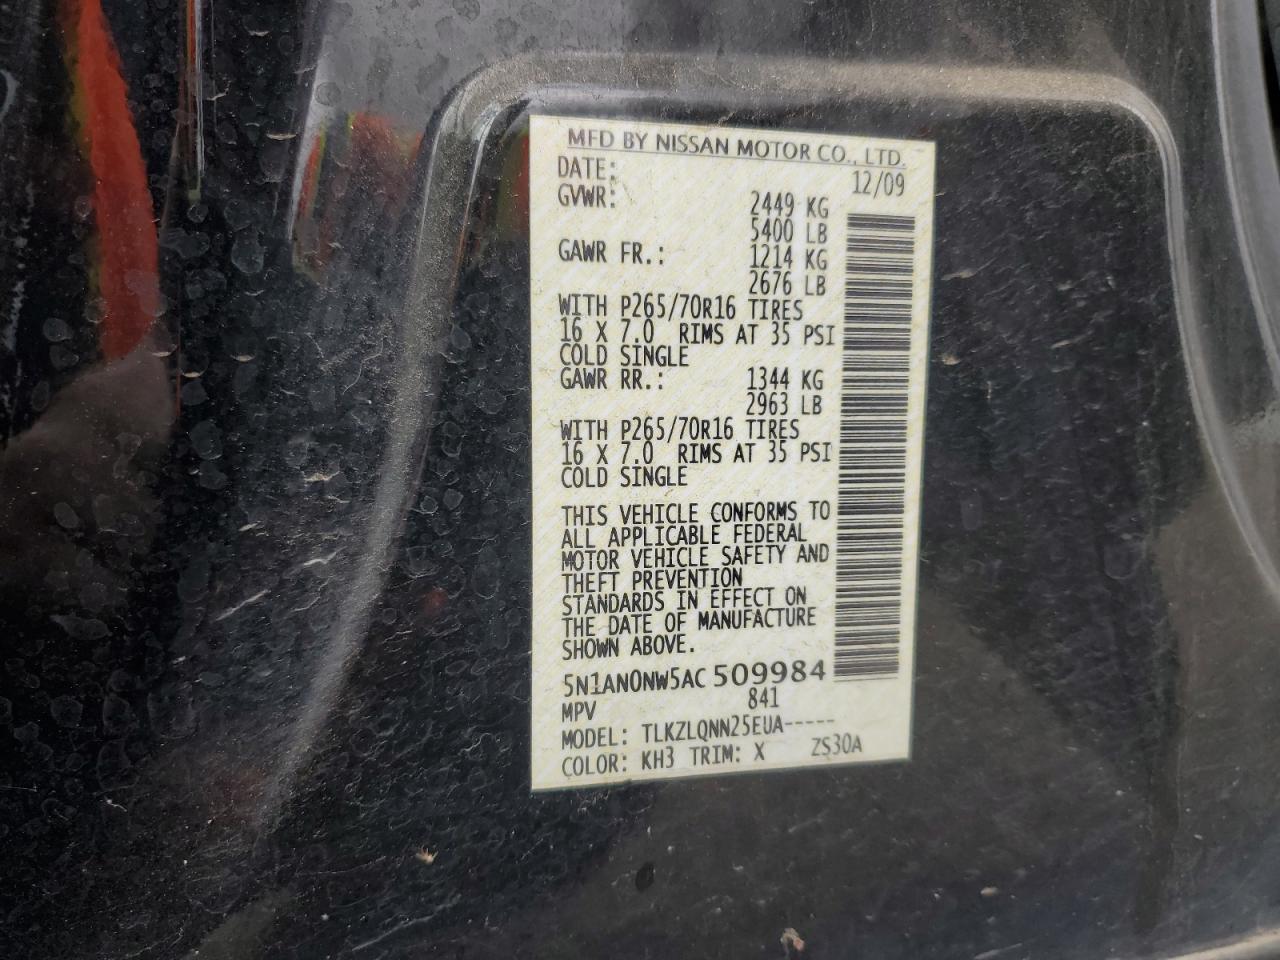 MFD BY NISSAN MOTOR CO., LTD.
DATE: 12/09
GVWR: 2449 KG
5400 LB
GAWR FR.: 1214 KG
2676 LB
WITH P265/70R16 TIRES
16 X 7.0 RIMS AT 35 PSI
COLD SINGLE
GAWR RR.: 1344 KG
2963 LB
WITH P265/70R16 TIRES
16 X 7.0 RIMS AT 35 PSI
COLD SINGLE
THIS VEHICLE CONFORMS TO
ALL APPLICABLE FEDERAL
MOTOR VEHICLE SAFETY AND
THEFT PREVENTION
STANDARDS IN EFFECT ON
THE DATE OF MANUFACTURE
SHOWN ABOVE.
5N1AN0NW5AC509984
MPV 841
MODEL: TLKZLQNN25EUA-----
COLOR: KH3 TRIM: X ZS30A